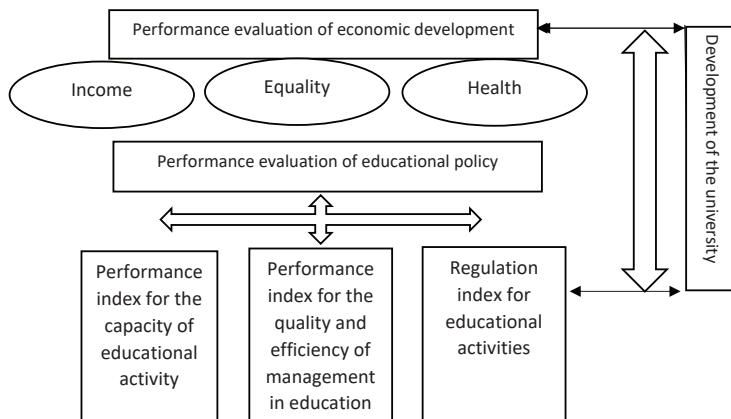 Performance evaluation of economic development
Income
Equality
Health
Performance evaluation of educational policy
Performance
index for the
capacity of
educational
activity
Performance
index for the
quality and
efficiency of
management
in education
Regulation
index for
educational
activities
Development of the university